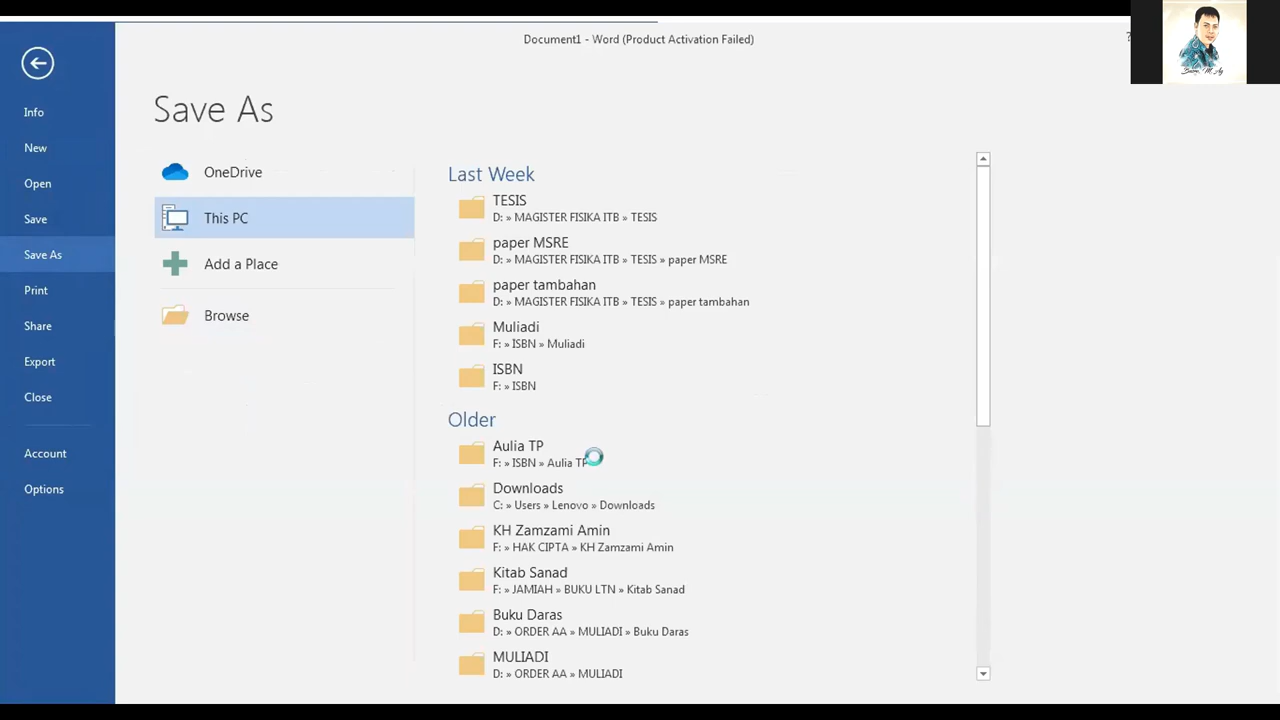 Document1 - Word (Product Activation Failed)
?
Info
New
Open
Save
Save As
Print
Share
Export
Close
Account
Options
Save As
OneDrive
This PC
Add a Place
Browse
Last Week
TESIS
D: » MAGISTER FISIKA ITB » TESIS
paper MSRE
D: » MAGISTER FISIKA ITB » TESIS » paper MSRE
paper tambahan
D: » MAGISTER FISIKA ITB » TESIS » paper tambahan
Muliadi
F: » ISBN » Muliadi
ISBN
F: » ISBN
Older
Aulia TP
F: » ISBN » Aulia TP
Downloads
C: » Users » Lenovo » Downloads
KH Zamzami Amin
F: » HAK CIPTA » KH Zamzami Amin
Kitab Sanad
F: » JAMIAH » BUKU LTN » Kitab Sanad
Buku Daras
D: » ORDER AA » MULIADI » Buku Daras
MULIADI
D: » ORDER AA » MULIADI